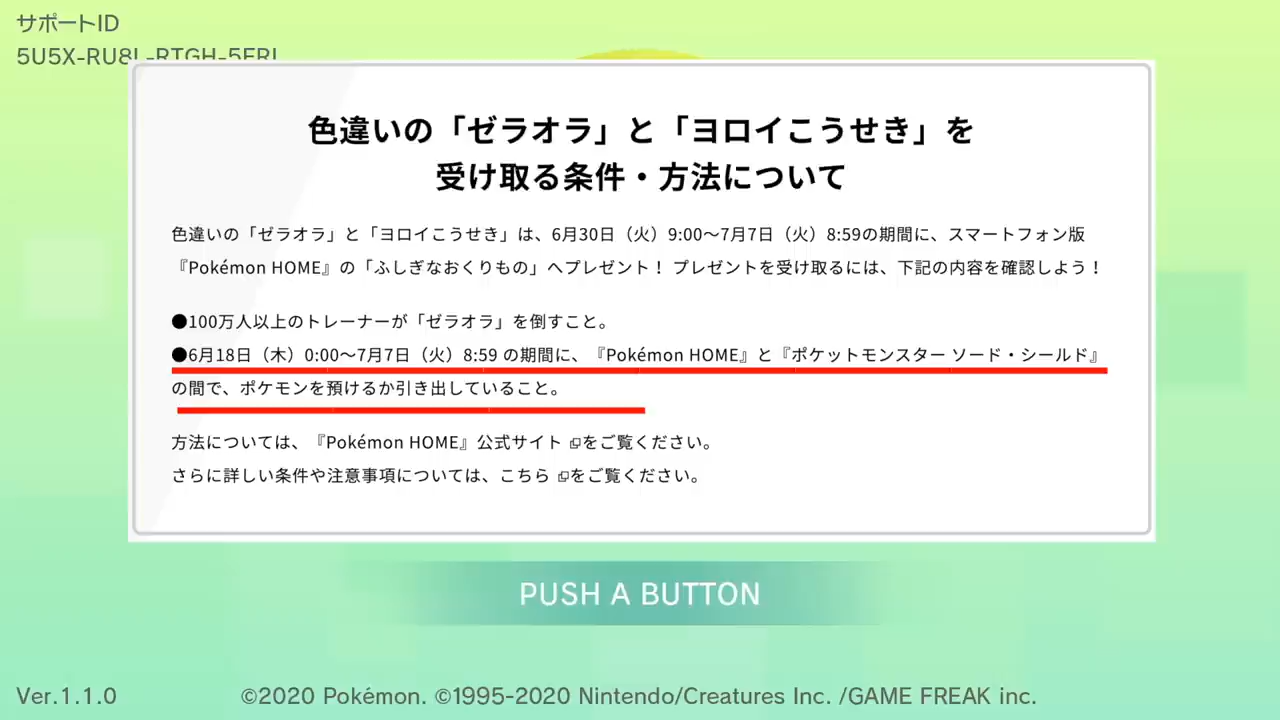 サポートID
色違いの「ゼラオラ」と「ヨロイこうせき」を
受け取る条件・方法について
色違いの「ゼラオラ」と「ヨロイこうせき」は、6月30日（火）9:00〜7月7日（火）8:59の期間に、スマートフォン版
『Pokémon HOME』の「ふしぎなおくりもの」へプレゼント！ プレゼントを受け取るには、下記の内容を確認しよう！
●100万人以上のトレーナーが「ゼラオラ」を倒すこと。
●6月18日（木）0:00〜7月7日（火）8:59 の期間に、『Pokémon HOME』と『ポケットモンスター ソード・シールド』
の間で、ポケモンを預けるか引き出していること。
方法については、『Pokémon HOME』公式サイト をご覧ください。
さらに詳しい条件や注意事項については、こちら をご覧ください。
PUSH A BUTTON
Ver.1.1.0
©2020 Pokémon. ©1995-2020 Nintendo/Creatures Inc. /GAME FREAK inc.